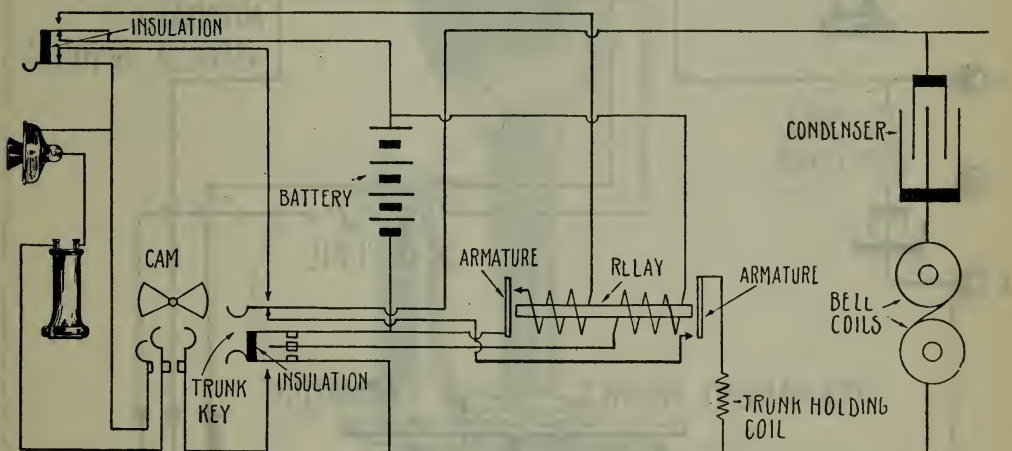 INSULATION
CONDENSER
BATTERY
CAM
ARMATURE
RELAY
ARMATURE
BELL
COILS
TRUNK
KEY
INSULATION
TRUNK HOLDING
COIL